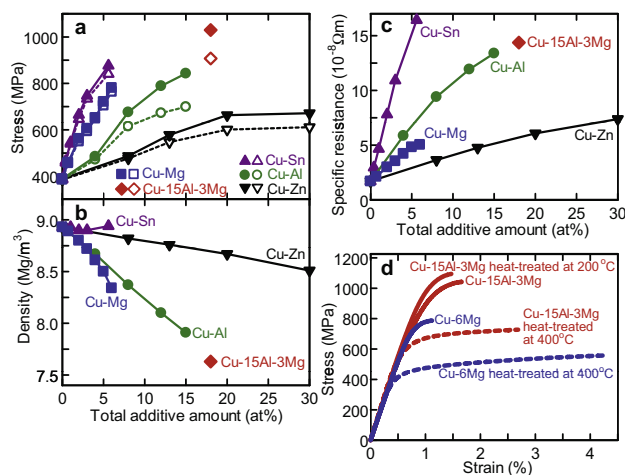 a
1000
800
600
400
Stress (MPa)
Cu-Sn
Cu-Mg
Cu-Al
Cu-15Al-3Mg
Cu-Zn
b
9.0
8.5
8.0
7.5
Density (Mg/m³)
Cu-Sn
Cu-Zn
Cu-Mg
Cu-Al
Cu-15Al-3Mg
0 5 10 15 20 25 30
Total additive amount (at%)
c
15
10
5
0
Specific resistance (10⁻⁸Ωm)
Cu-Sn
Cu-15Al-3Mg
Cu-Al
Cu-Mg
Cu-Zn
0 5 10 15 20 25 30
Total additive amount (at%)
d
1200
1000
800
600
400
200
0
Stress (MPa)
Cu-15Al-3Mg heat-treated at 200°C
Cu-15Al-3Mg
Cu-6Mg
Cu-15Al-3Mg
heat-treated
at 400°C
Cu-6Mg heat-treated at 400°C
0 1 2 3 4
Strain (%)